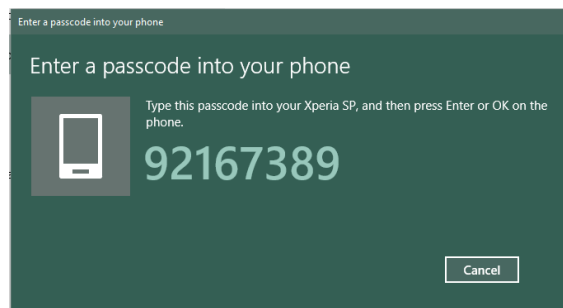 Enter a passcode into your phone
Enter a passcode into your phone
Type this passcode into your Xperia SP, and then press Enter or OK on the
phone.
92167389
Cancel